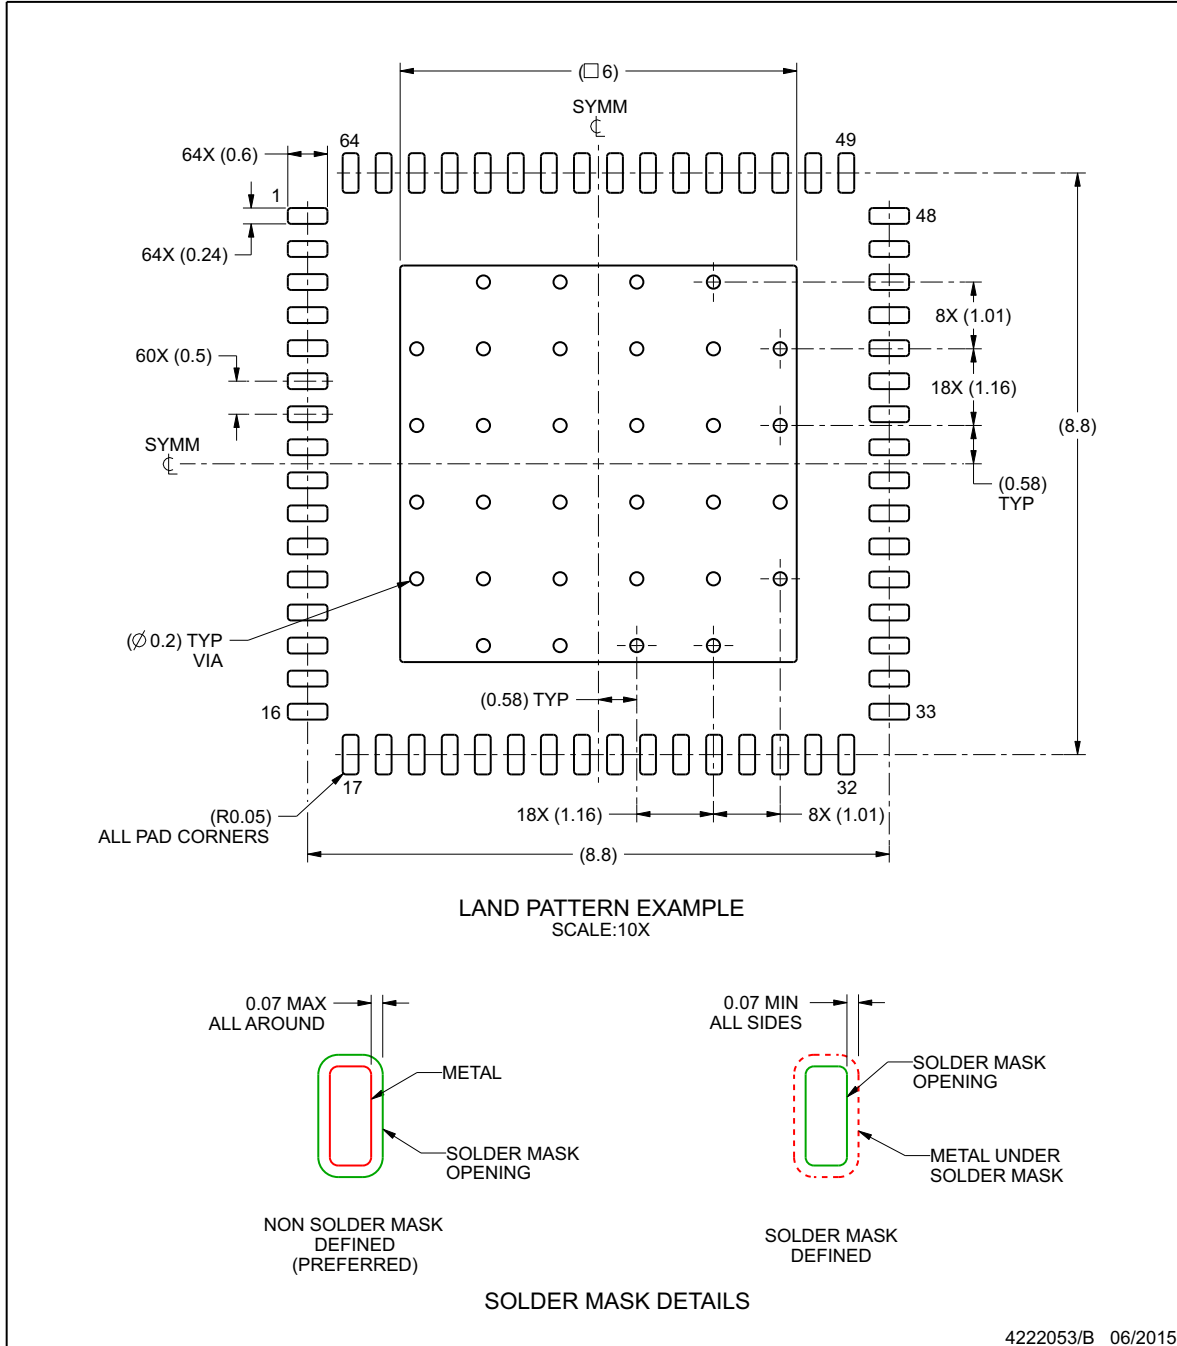 (□ 6)
SYMM
℄
64
49
64X (0.6)
1
48
64X (0.24)
8X (1.01)
60X (0.5)
18X (1.16)
(8.8)
SYMM
℄
(0.58)
TYP
(Ø 0.2) TYP
VIA
(0.58) TYP
16
33
17
32
(R0.05)
ALL PAD CORNERS
18X (1.16)
8X (1.01)
(8.8)
LAND PATTERN EXAMPLE
SCALE:10X
0.07 MAX
ALL AROUND
METAL
SOLDER MASK
OPENING
NON SOLDER MASK
DEFINED
(PREFERRED)
0.07 MIN
ALL SIDES
SOLDER MASK
OPENING
METAL UNDER
SOLDER MASK
SOLDER MASK
DEFINED
SOLDER MASK DETAILS
4222053/B 06/2015